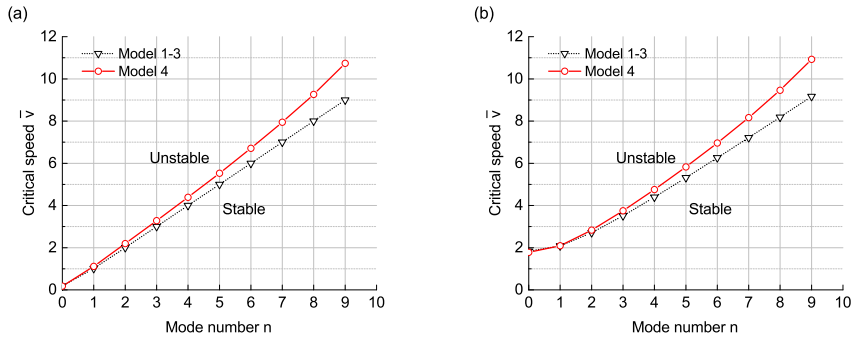 (a)
12
10
8
6
4
2
0
Critical speed v̅
Model 1-3
Model 4
Unstable
Stable
0 1 2 3 4 5 6 7 8 9 10
Mode number n
(b)
12
10
8
6
4
2
0
Critical speed v̅
Model 1-3
Model 4
Unstable
Stable
0 1 2 3 4 5 6 7 8 9 10
Mode number n